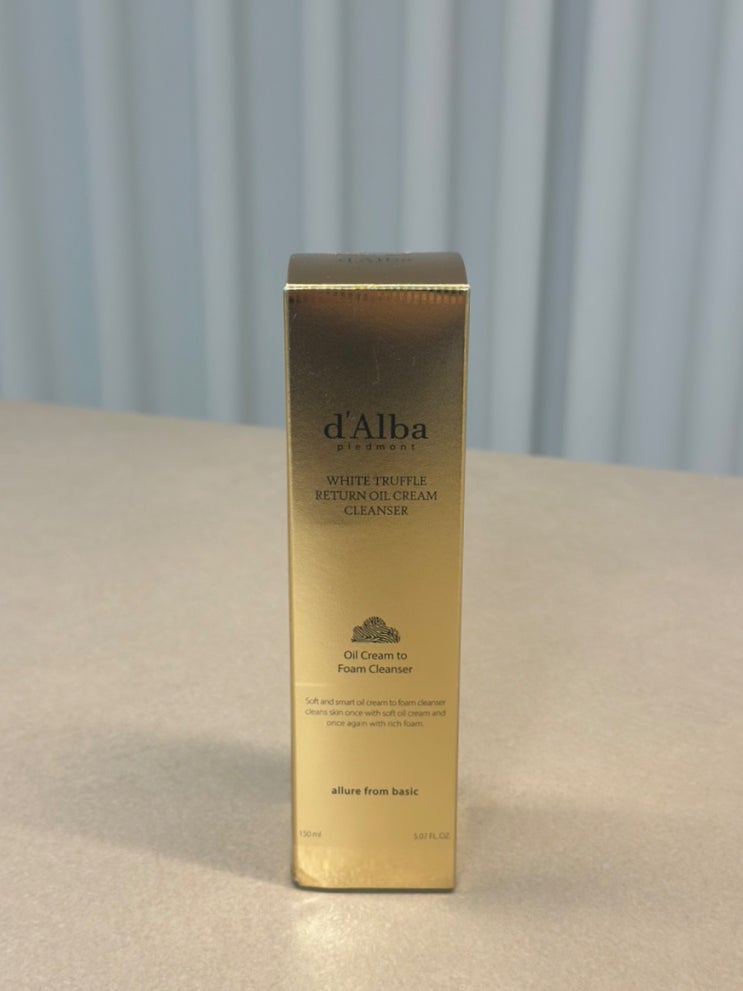 d'Alba
d'Alba
piedmont
WHITE TRUFFLE
RETURN OIL CREAM
CLEANSER
Oil Cream to
Foam Cleanser
Soft and smart oil cream to foam cleanser
cleans skin once with soft oil cream and
once again with rich foam.
allure from basic
150 ml 5.07 FL. OZ.